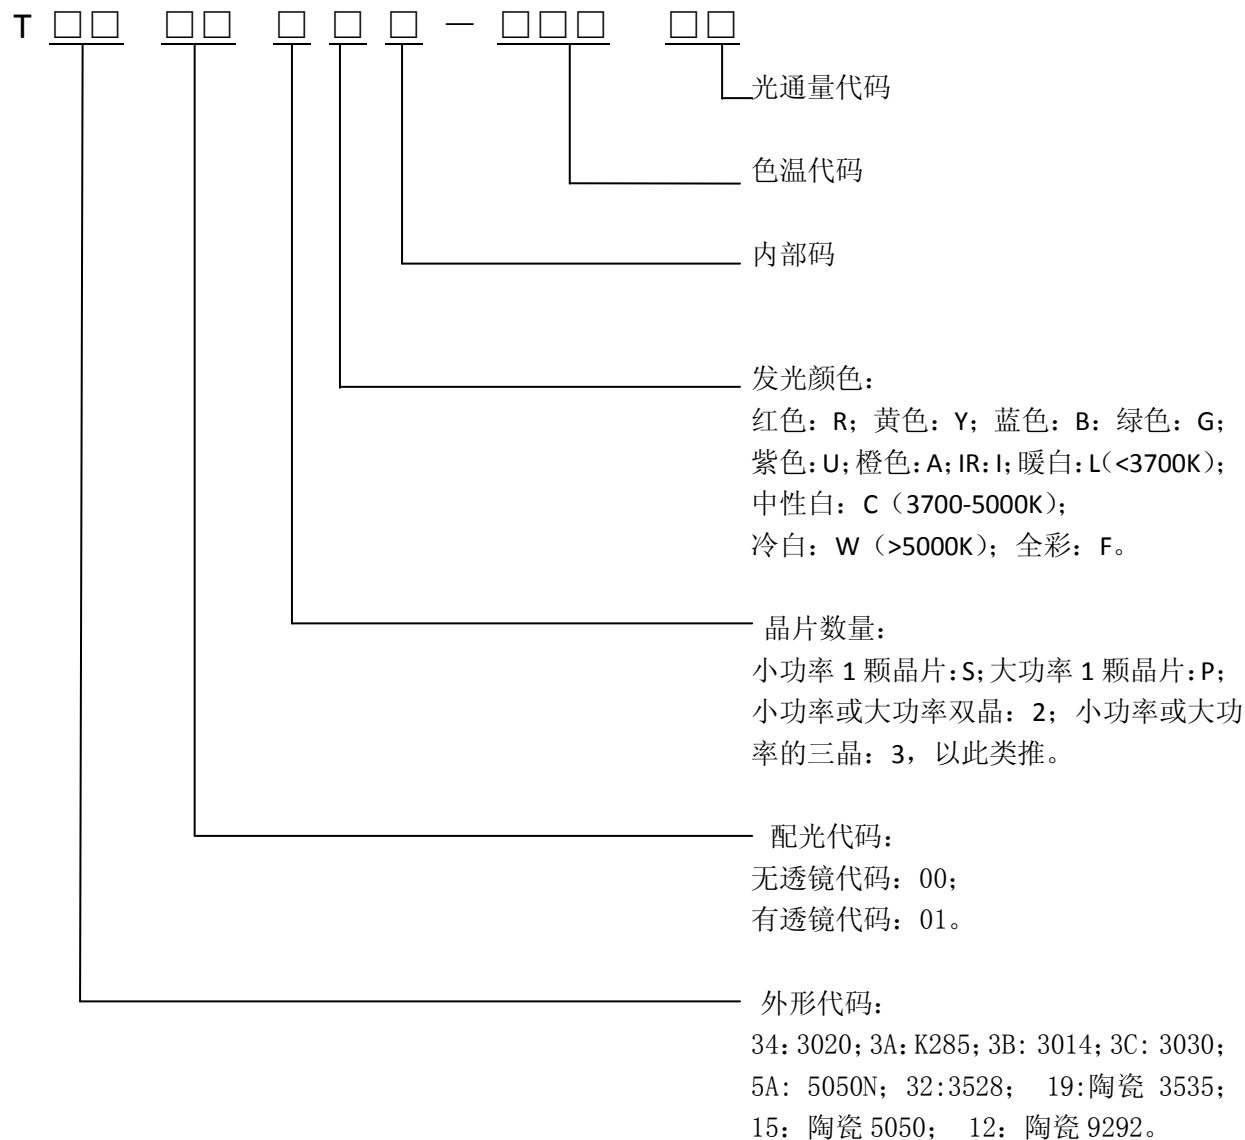 T □□ □□ □ □ □ — □□□ □□
光通量代码
色温代码
内部码
发光颜色：
红色：R；黄色：Y；蓝色：B：绿色：G；
紫色：U；橙色：A；IR：I；暖白：L（<3700K）；
中性白：C（3700-5000K）；
冷白：W（>5000K）；全彩：F。
晶片数量：
小功率 1 颗晶片：S；大功率 1 颗晶片：P；
小功率或大功率双晶：2；小功率或大功
率的三晶：3，以此类推。
配光代码：
无透镜代码：00；
有透镜代码：01。
外形代码：
34：3020；3A：K285；3B: 3014；3C: 3030；
5A: 5050N；32:3528； 19:陶瓷 3535；
15：陶瓷 5050； 12：陶瓷 9292。